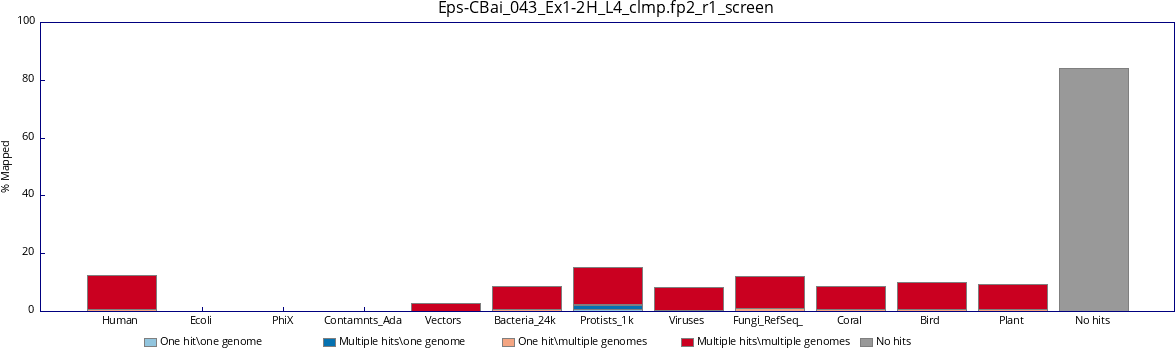 Eps-CBai_043_Ex1-2H_L4_clmp.fp2_r1_screen
100
80
60
40
20
0
% Mapped
Human Ecoli PhiX Contamnts_Ada Vectors Bacteria_24k Protists_1k Viruses Fungi_RefSeq_ Coral Bird Plant No hits
One hit\one genome Multiple hits\one genome One hit\multiple genomes Multiple hits\multiple genomes No hits